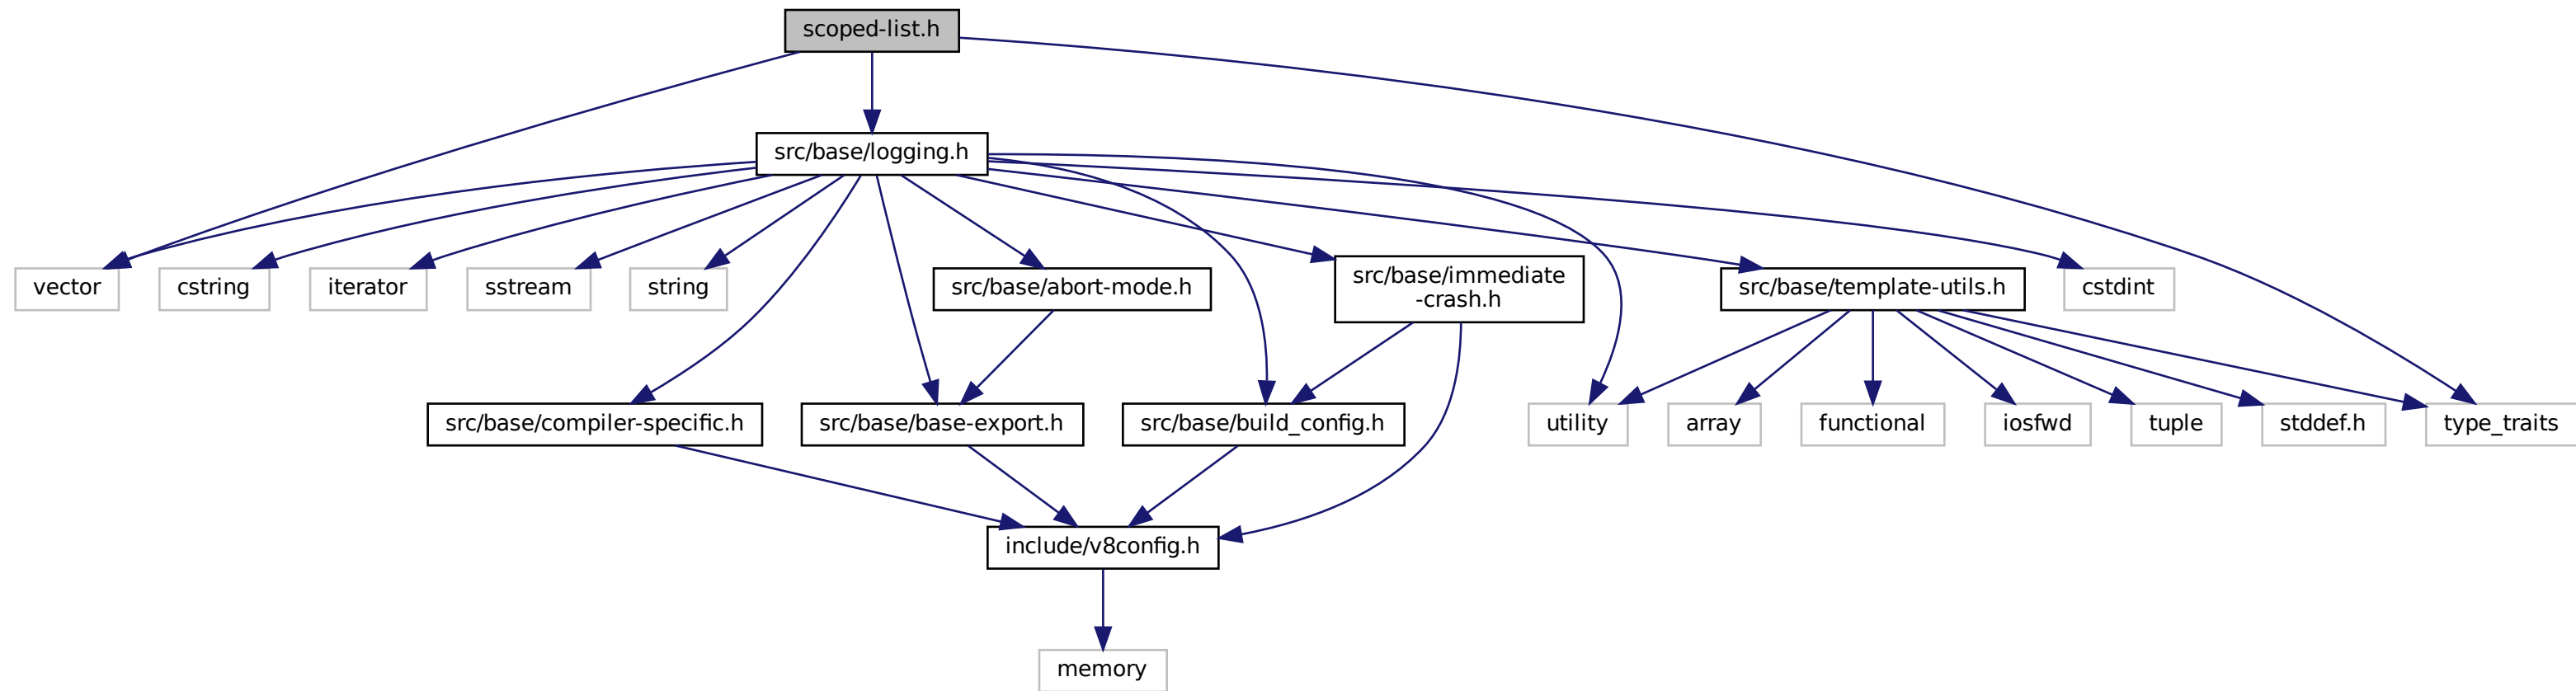 scoped-list.h
src/base/logging.h
vector
cstring
iterator
sstream
string
src/base/abort-mode.h
src/base/immediate
-crash.h
src/base/template-utils.h
cstdint
src/base/compiler-specific.h
src/base/base-export.h
src/base/build_config.h
utility
array
functional
iosfwd
tuple
stddef.h
type_traits
include/v8config.h
memory